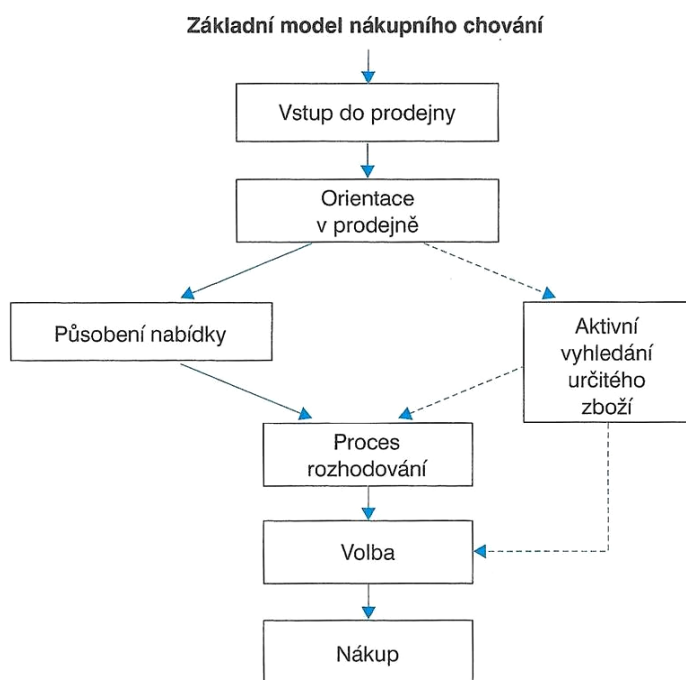 Základní model nákupního chování
Vstup do prodejny
Orientace
v prodejně
Působení nabídky
Aktivní
vyhledání
určitého
zboží
Proces
rozhodování
Volba
Nákup